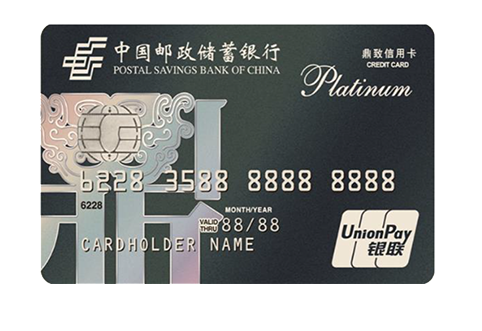 中国邮政储蓄银行
POSTAL SAVINGS BANK OF CHINA
鼎致信用卡
CREDIT CARD
Platinum
6228 3588 8888 8888
6228
MONTH/YEAR
VALID THRU 88/88
CARDHOLDER NAME
UnionPay
银联